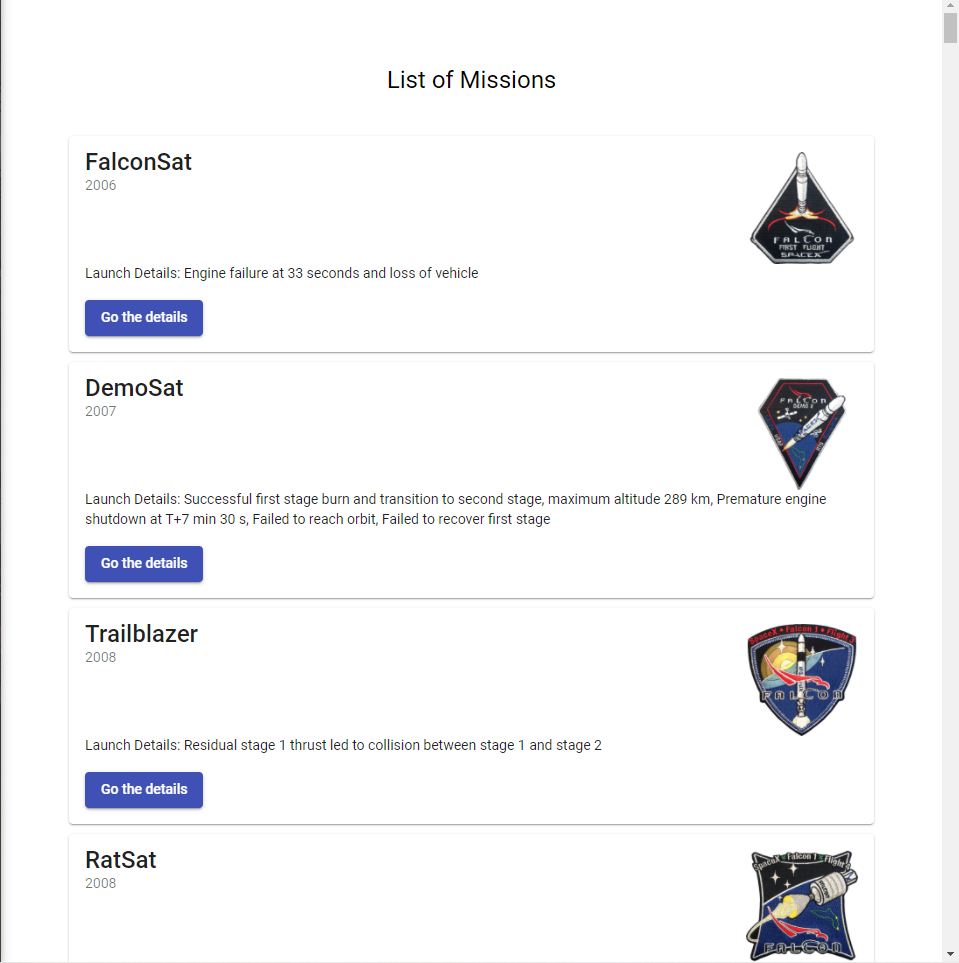 List of Missions
FalconSat
2006
FALCON
FIRST FLIGHT
SPACEX
Launch Details: Engine failure at 33 seconds and loss of vehicle
Go the details
DemoSat
2007
FALCON
DEMO 2
Launch Details: Successful first stage burn and transition to second stage, maximum altitude 289 km, Premature engine
shutdown at T+7 min 30 s, Failed to reach orbit, Failed to recover first stage
Go the details
Trailblazer
2008
SpaceX • Falcon 1 • Flight 3
FALCON
Launch Details: Residual stage 1 thrust led to collision between stage 1 and stage 2
Go the details
RatSat
2008
SpaceX Falcon 1 Flight
FALCON